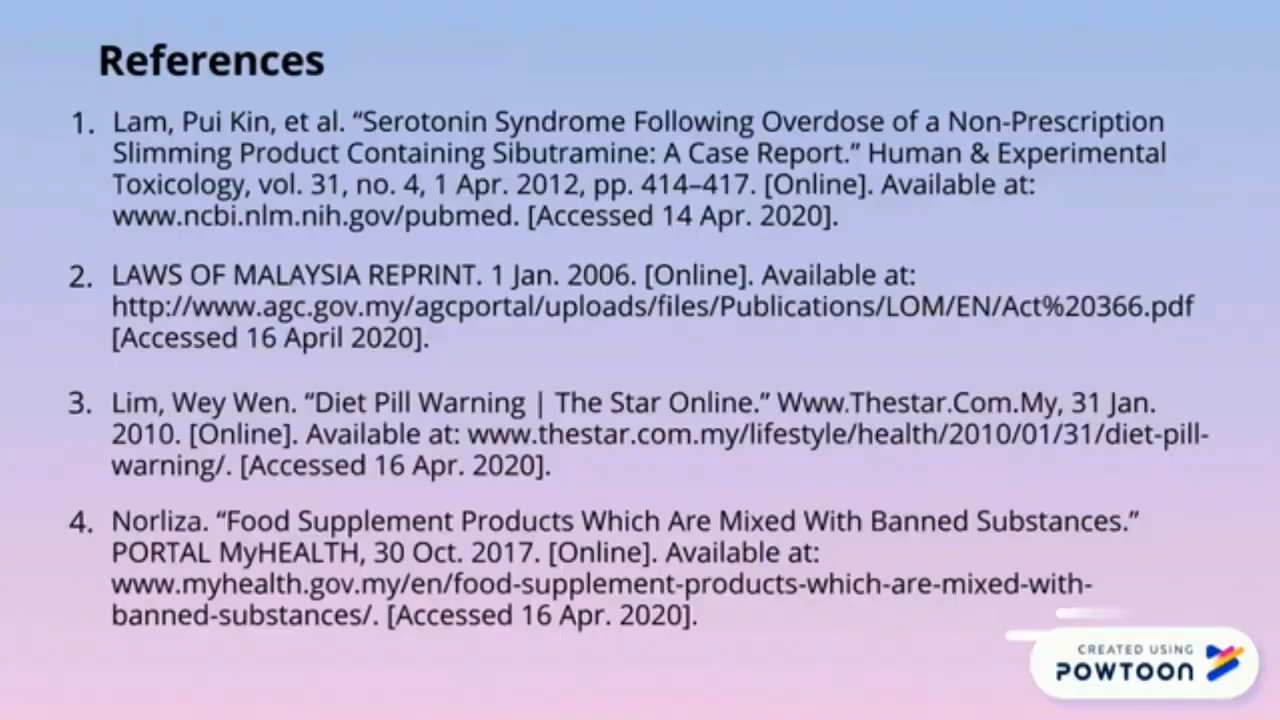 References
1. Lam, Pui Kin, et al. “Serotonin Syndrome Following Overdose of a Non-Prescription
Slimming Product Containing Sibutramine: A Case Report.” Human & Experimental
Toxicology, vol. 31, no. 4, 1 Apr. 2012, pp. 414–417. [Online]. Available at:
www.ncbi.nlm.nih.gov/pubmed. [Accessed 14 Apr. 2020].
2. LAWS OF MALAYSIA REPRINT. 1 Jan. 2006. [Online]. Available at:
http://www.agc.gov.my/agcportal/uploads/files/Publications/LOM/EN/Act%20366.pdf
[Accessed 16 April 2020].
3. Lim, Wey Wen. “Diet Pill Warning | The Star Online.” Www.Thestar.Com.My, 31 Jan.
2010. [Online]. Available at: www.thestar.com.my/lifestyle/health/2010/01/31/diet-pill-
warning/. [Accessed 16 Apr. 2020].
4. Norliza. “Food Supplement Products Which Are Mixed With Banned Substances.”
PORTAL MyHEALTH, 30 Oct. 2017. [Online]. Available at:
www.myhealth.gov.my/en/food-supplement-products-which-are-mixed-with-
banned-substances/. [Accessed 16 Apr. 2020].
CREATED USING
POWTOON